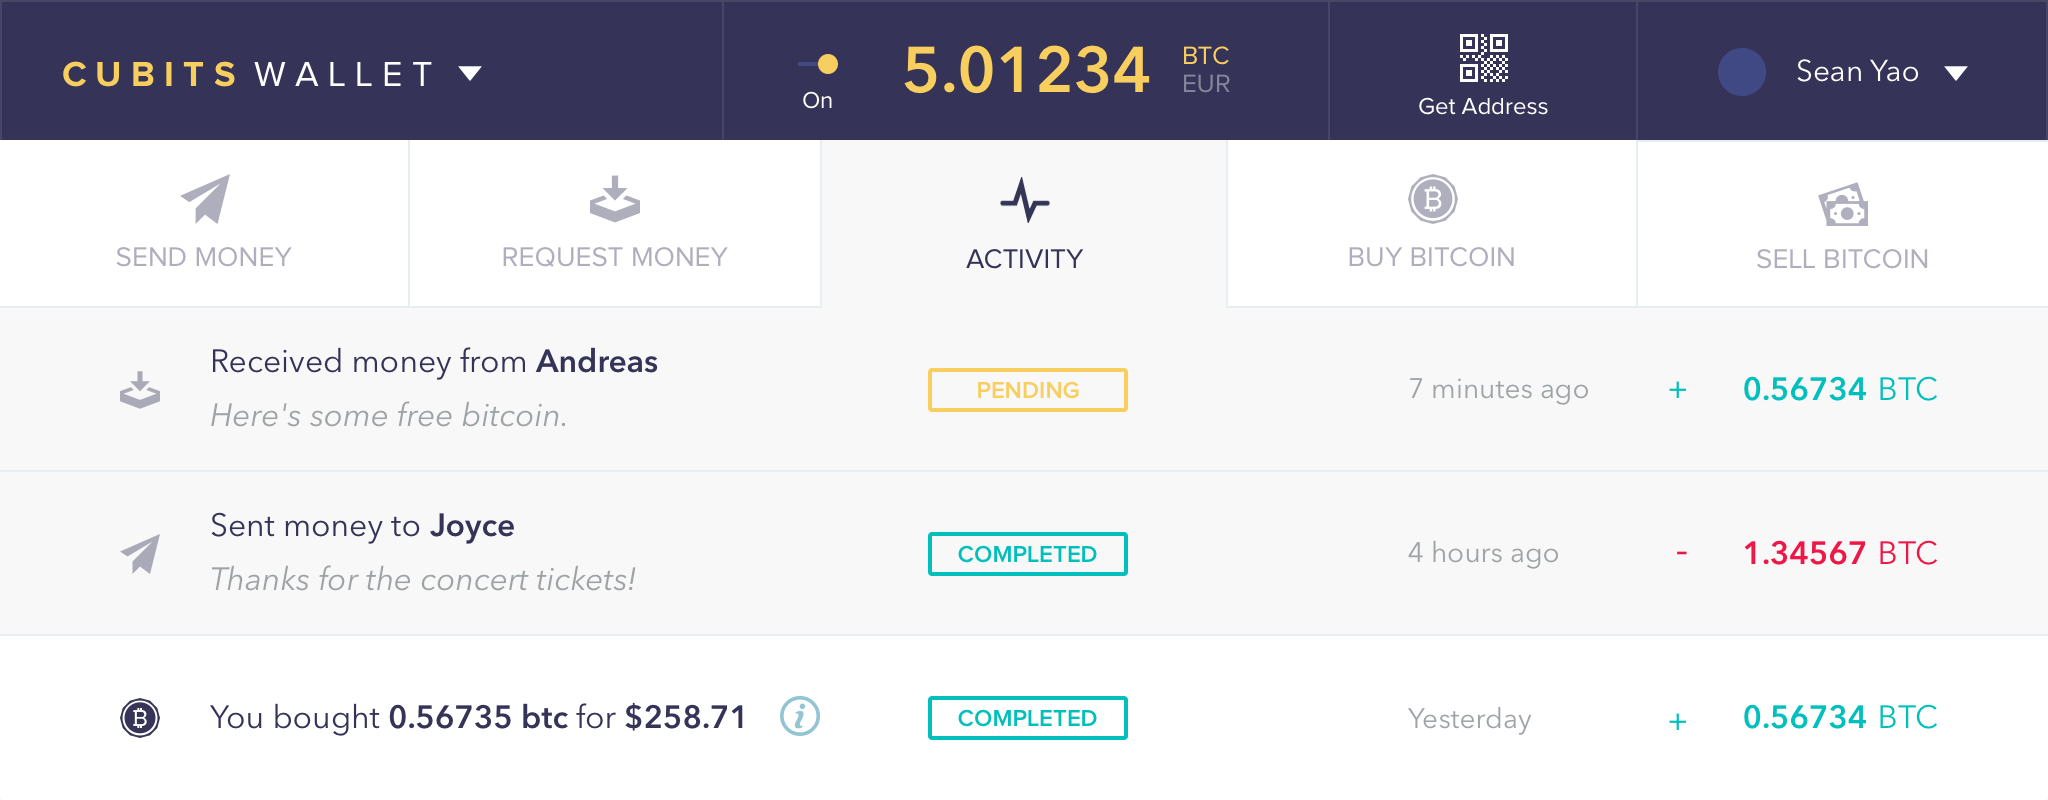 CUBITS WALLET
On
5.01234
BTC
EUR
Get Address
Sean Yao
SEND MONEY
REQUEST MONEY
ACTIVITY
BUY BITCOIN
SELL BITCOIN
Received money from Andreas
Here's some free bitcoin.
PENDING
7 minutes ago
+ 0.56734 BTC
Sent money to Joyce
Thanks for the concert tickets!
COMPLETED
4 hours ago
- 1.34567 BTC
You bought 0.56735 btc for $258.71
COMPLETED
Yesterday
+ 0.56734 BTC